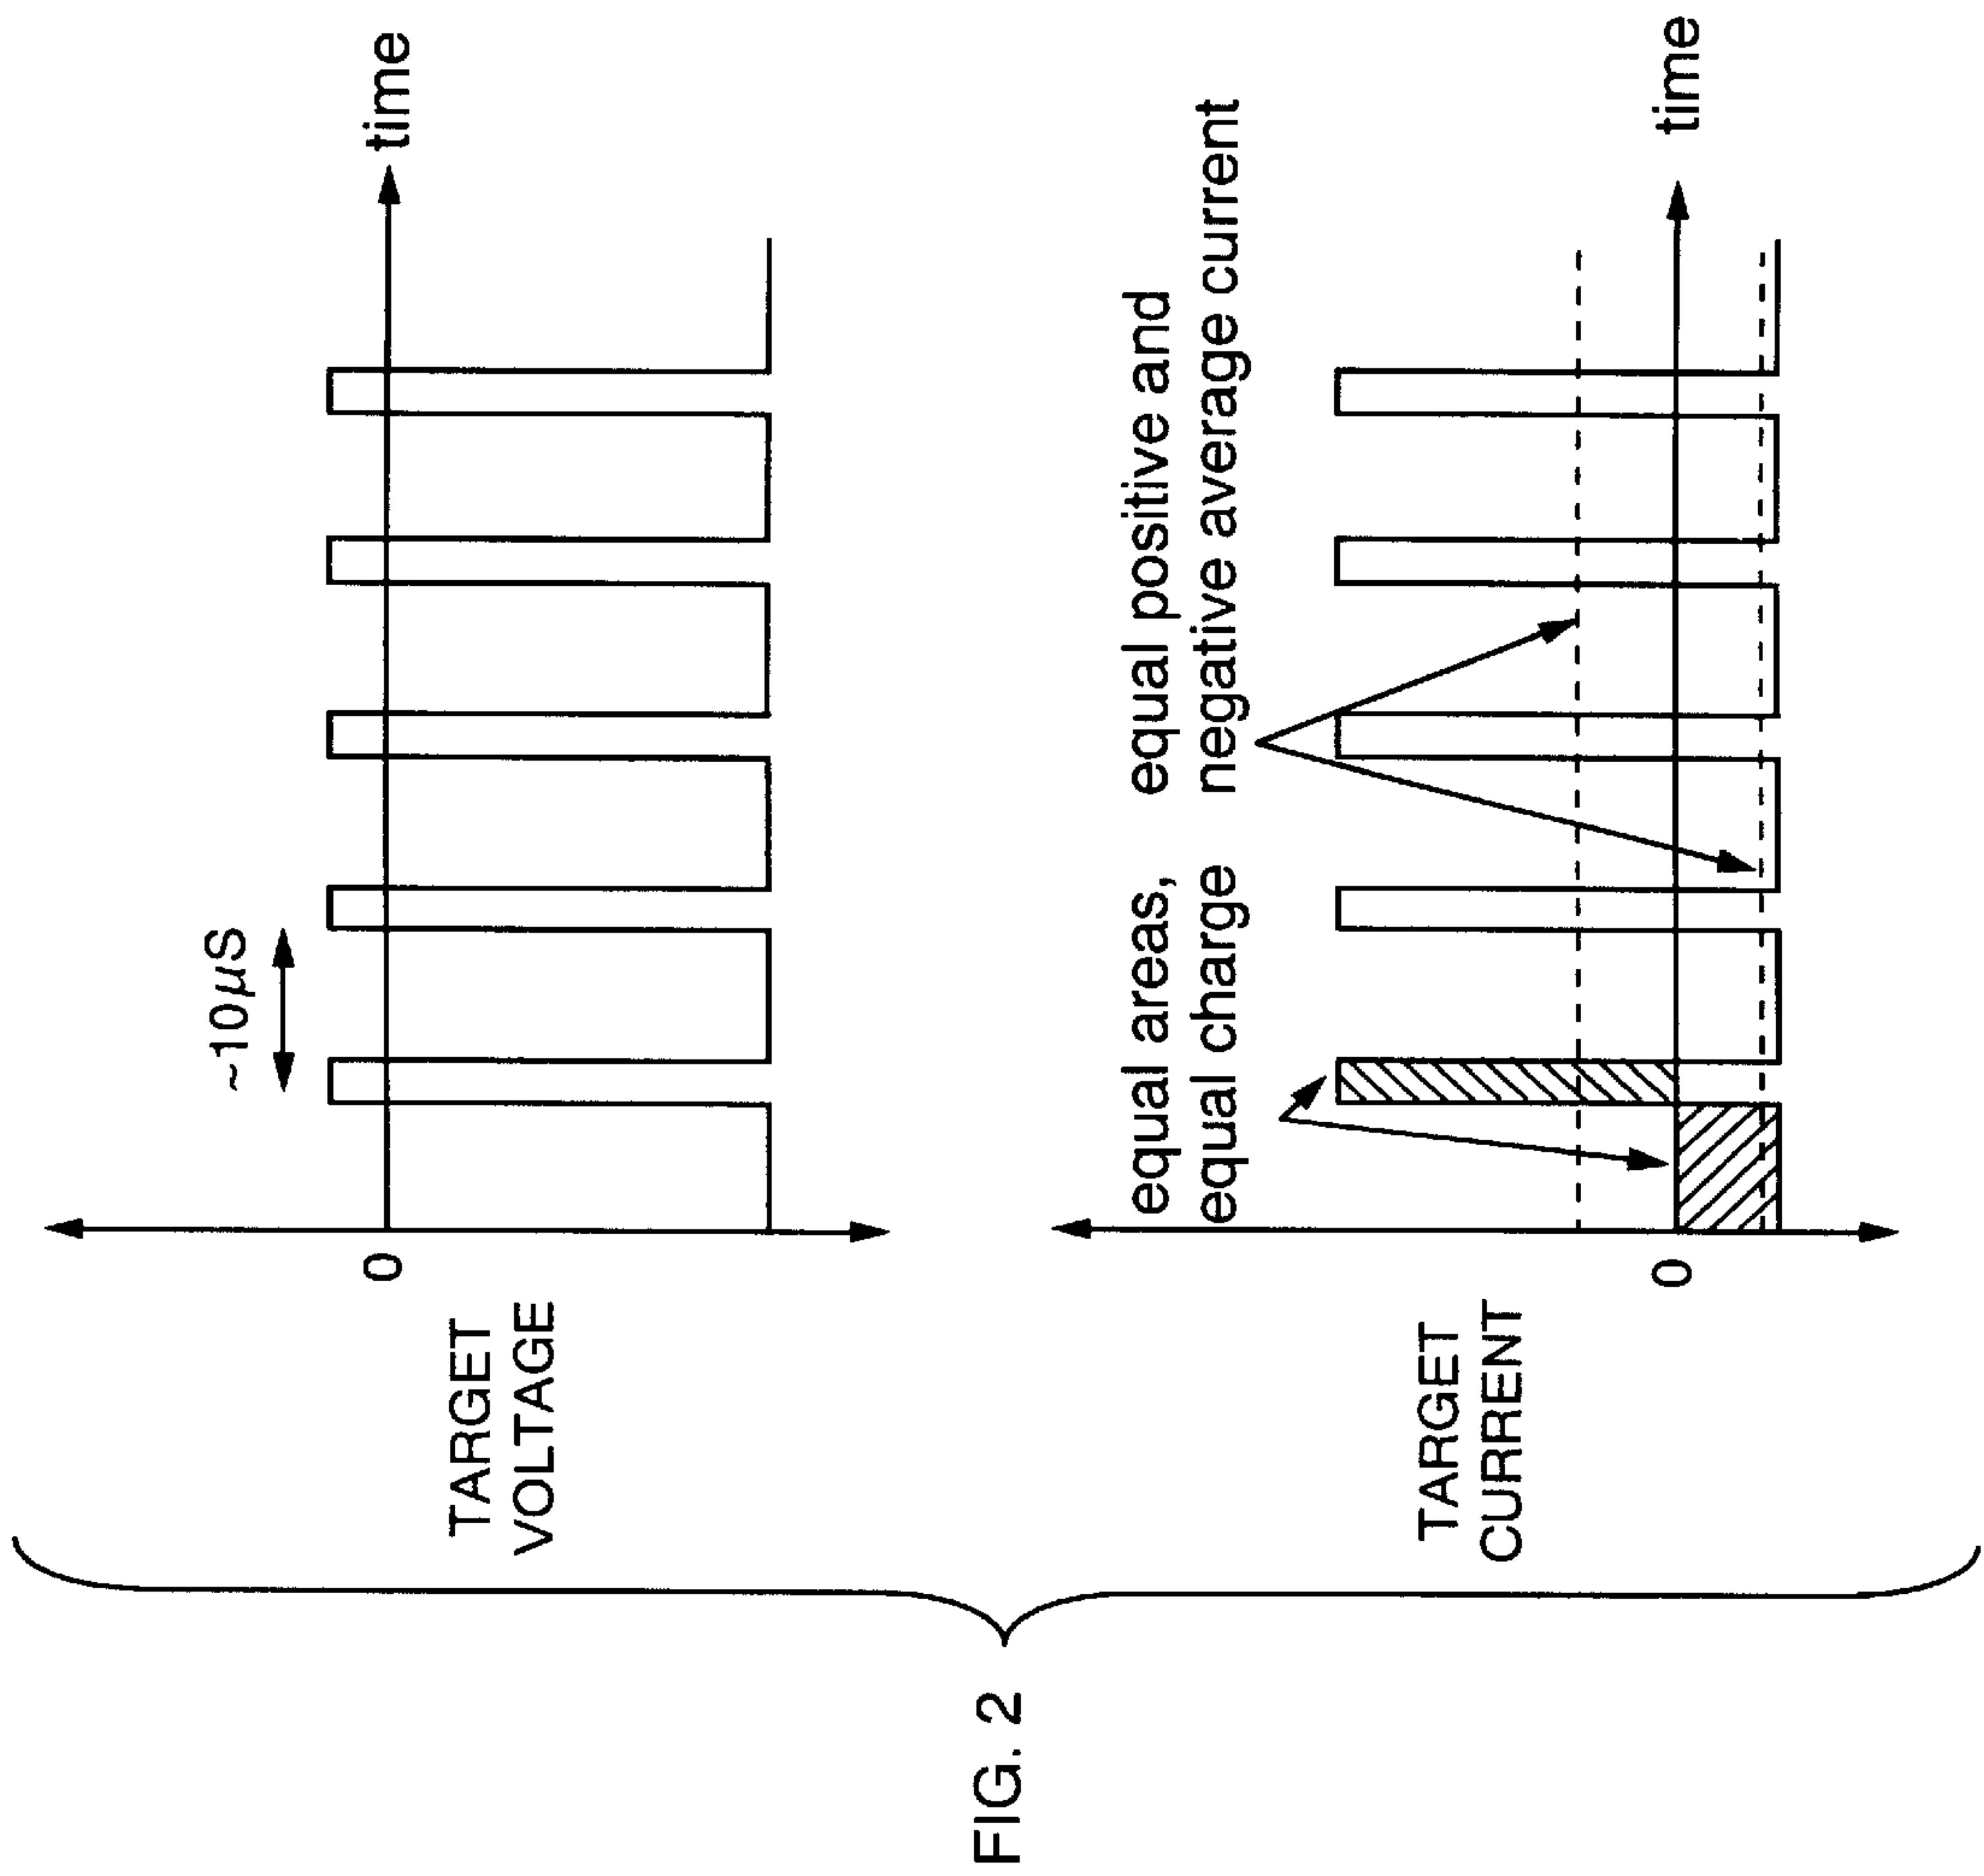 ~10μS
time
0
TARGET
VOLTAGE
equal areas,
equal charge
equal positive and
negative average current
time
0
TARGET
CURRENT
FIG. 2